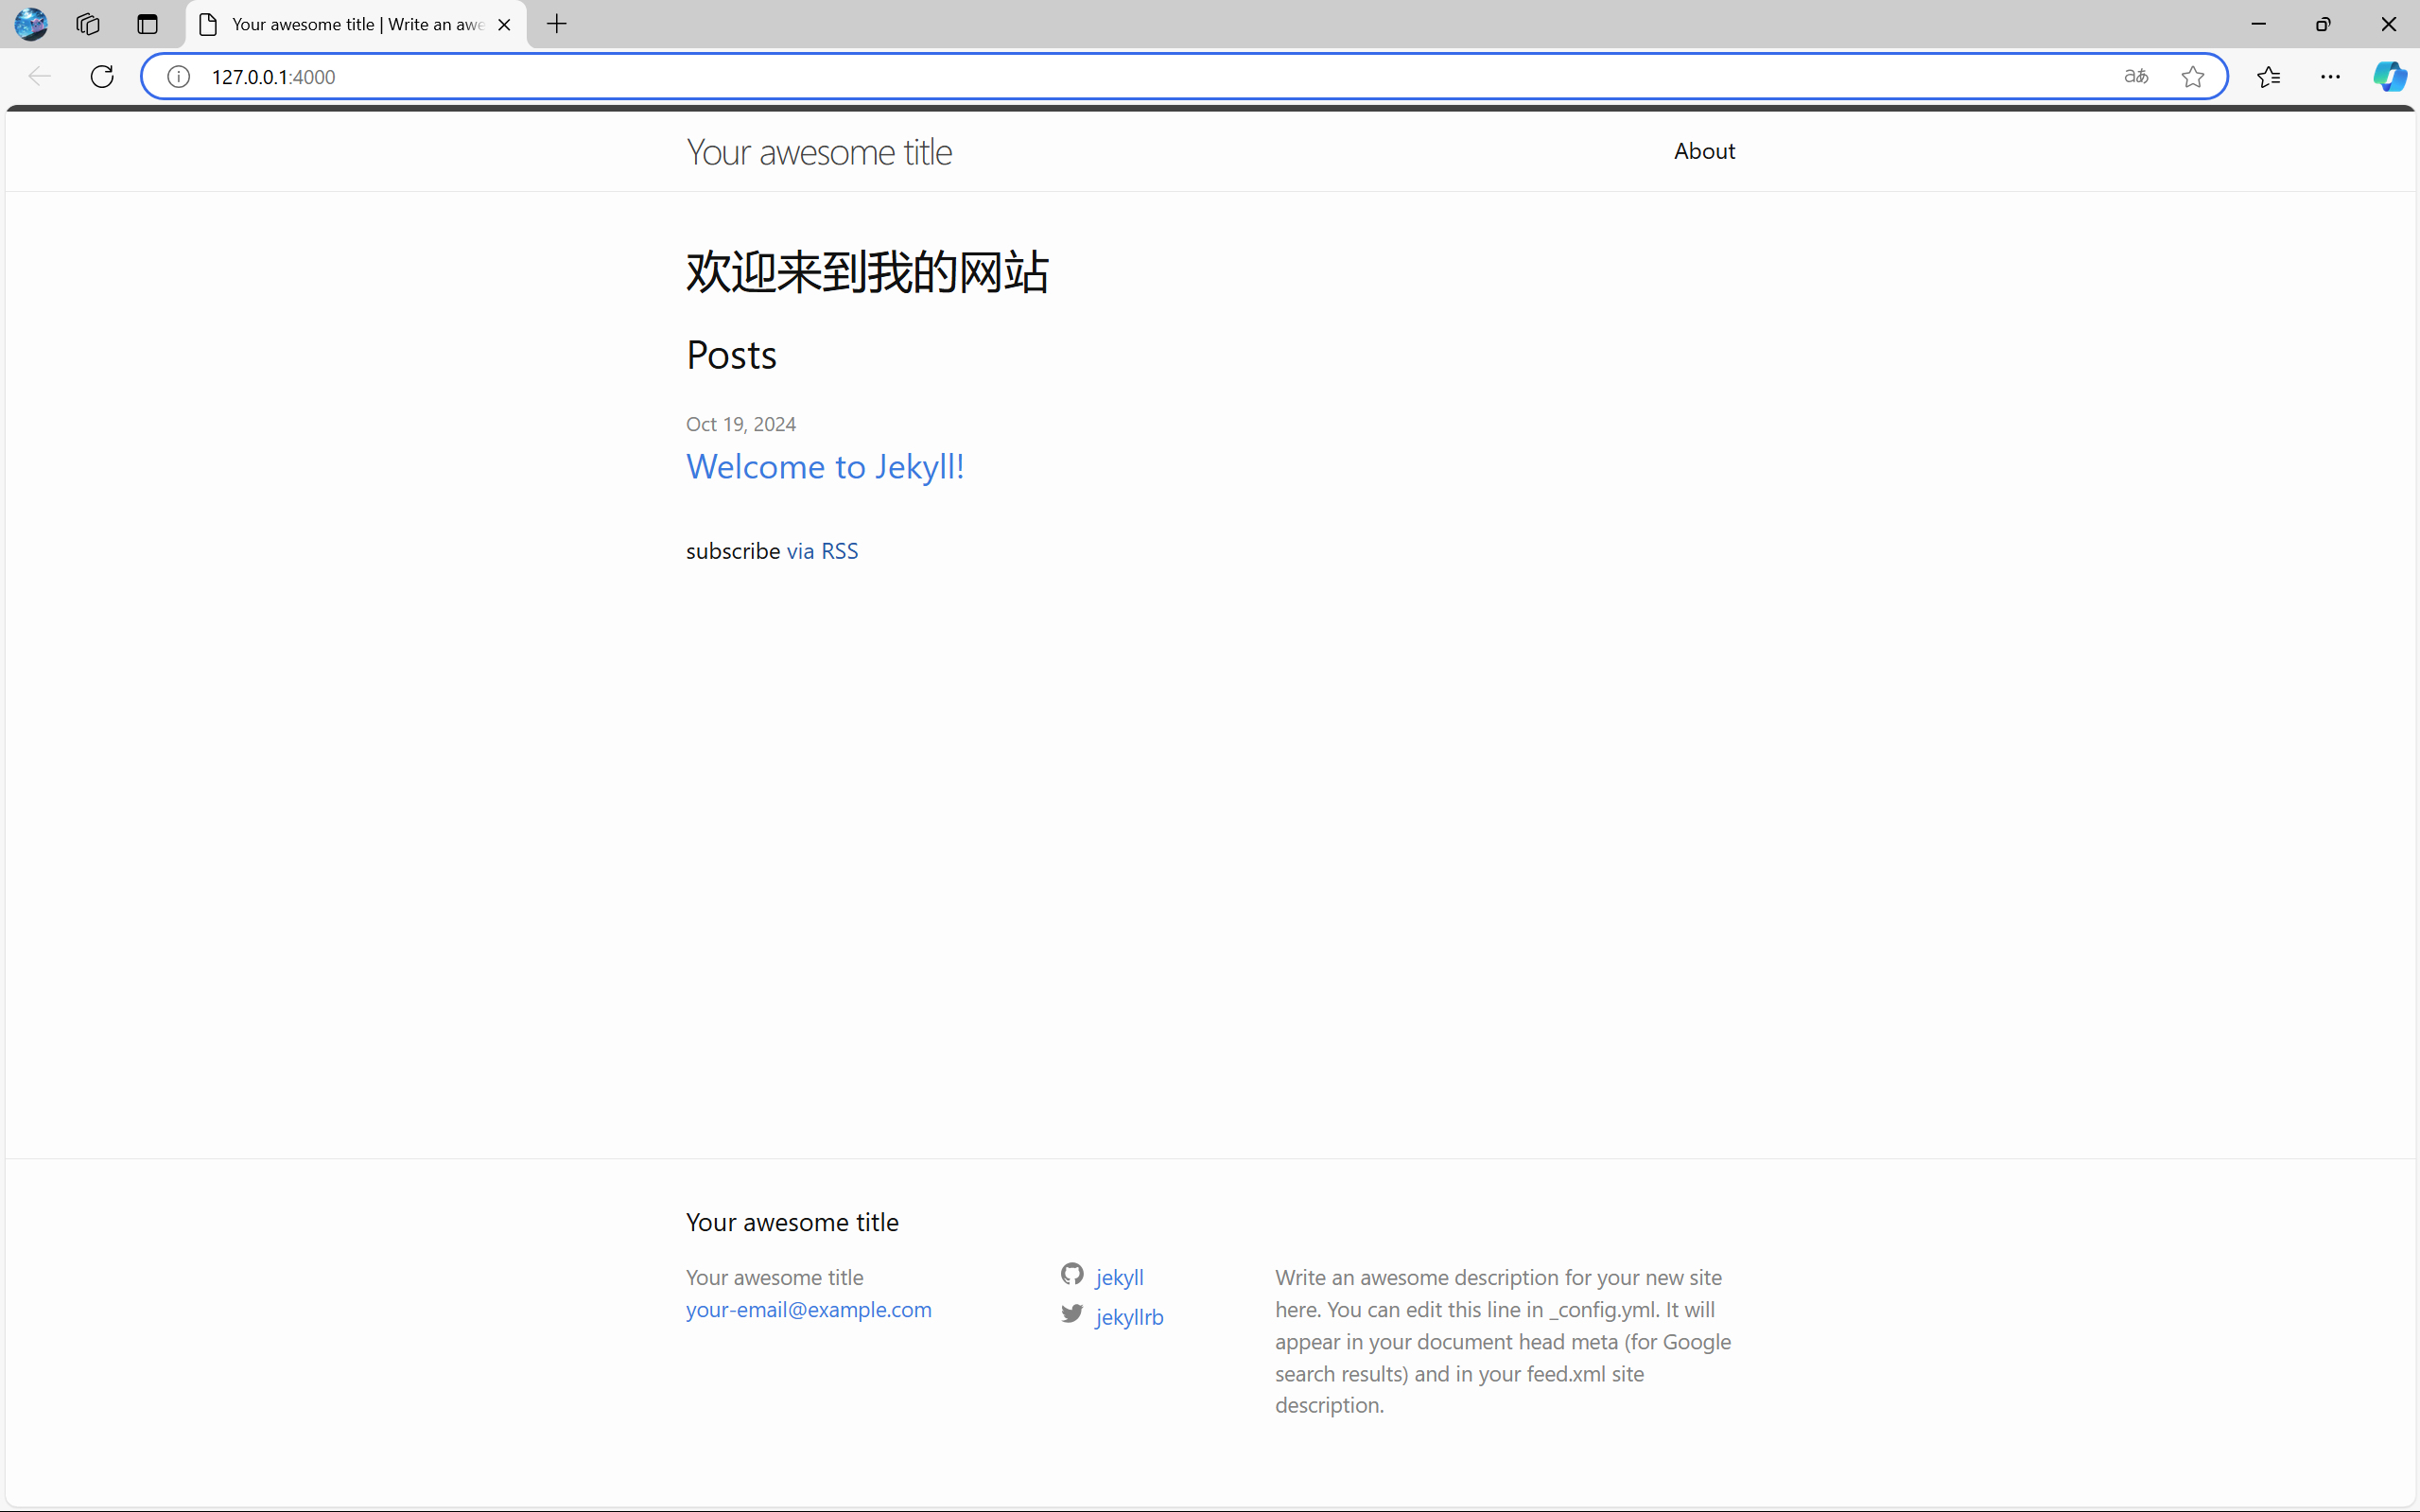 Your awesome title | Write an awe
127.0.0.1:4000
aあ
Your awesome title
About
欢迎来到我的网站
Posts
Oct 19, 2024
Welcome to Jekyll!
subscribe via RSS
Your awesome title
Your awesome title
your-email@example.com
jekyll
jekyllrb
Write an awesome description for your new site
here. You can edit this line in _config.yml. It will
appear in your document head meta (for Google
search results) and in your feed.xml site
description.